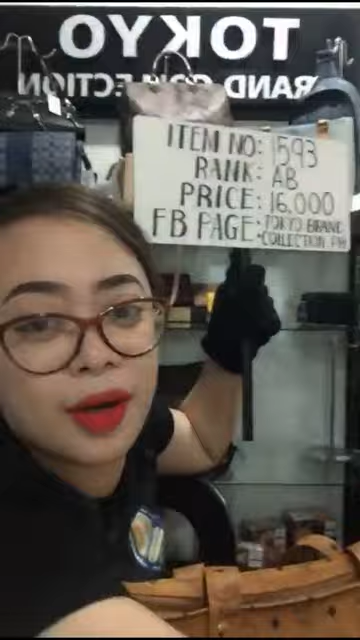 TOKYO
BRAND COLLECTION
ITEM NO: 1593
RANK: AB
PRICE: 16.000
FB PAGE: TOKYO BRAND
COLLECTION PH